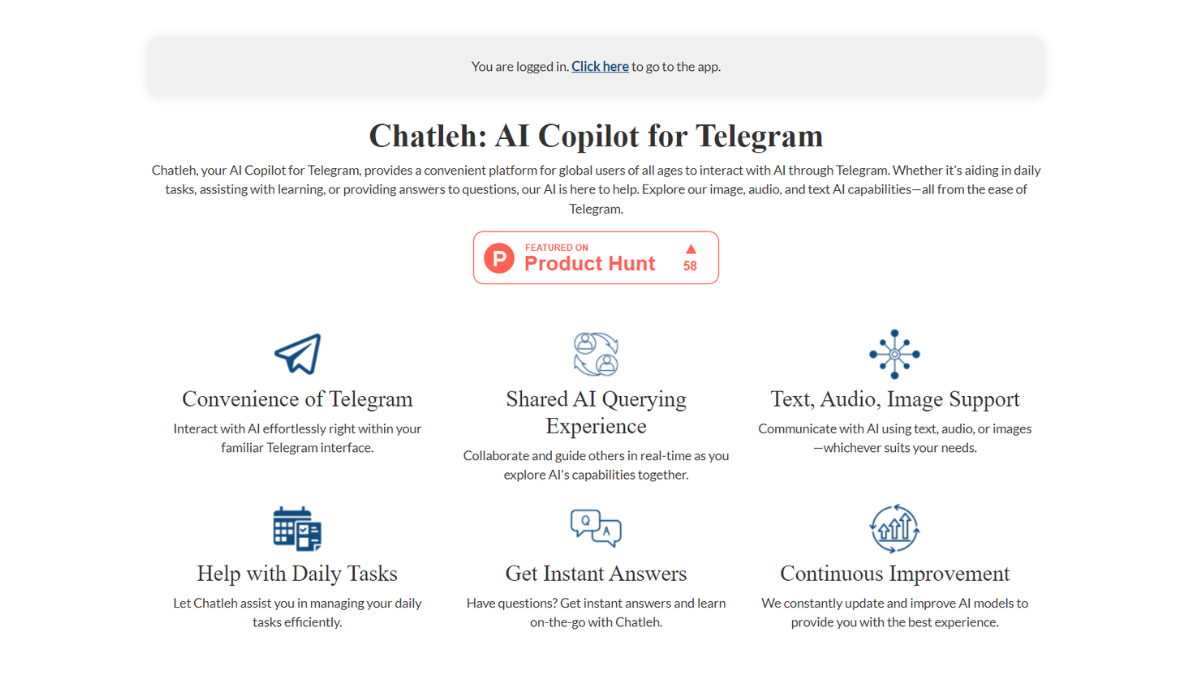 You are logged in. Click here to go to the app.
Chatleh: AI Copilot for Telegram
Chatleh, your AI Copilot for Telegram, provides a convenient platform for global users of all ages to interact with AI through Telegram. Whether it's aiding in daily
tasks, assisting with learning, or providing answers to questions, our AI is here to help. Explore our image, audio, and text AI capabilities—all from the ease of
Telegram.
P
FEATURED ON
Product Hunt
▲
58
Convenience of Telegram
Interact with AI effortlessly right within your
familiar Telegram interface.
Shared AI Querying
Experience
Collaborate and guide others in real-time as you
explore AI's capabilities together.
Text, Audio, Image Support
Communicate with AI using text, audio, or images
—whichever suits your needs.
Help with Daily Tasks
Let Chatleh assist you in managing your daily
tasks efficiently.
Q
A
Get Instant Answers
Have questions? Get instant answers and learn
on-the-go with Chatleh.
Continuous Improvement
We constantly update and improve AI models to
provide you with the best experience.